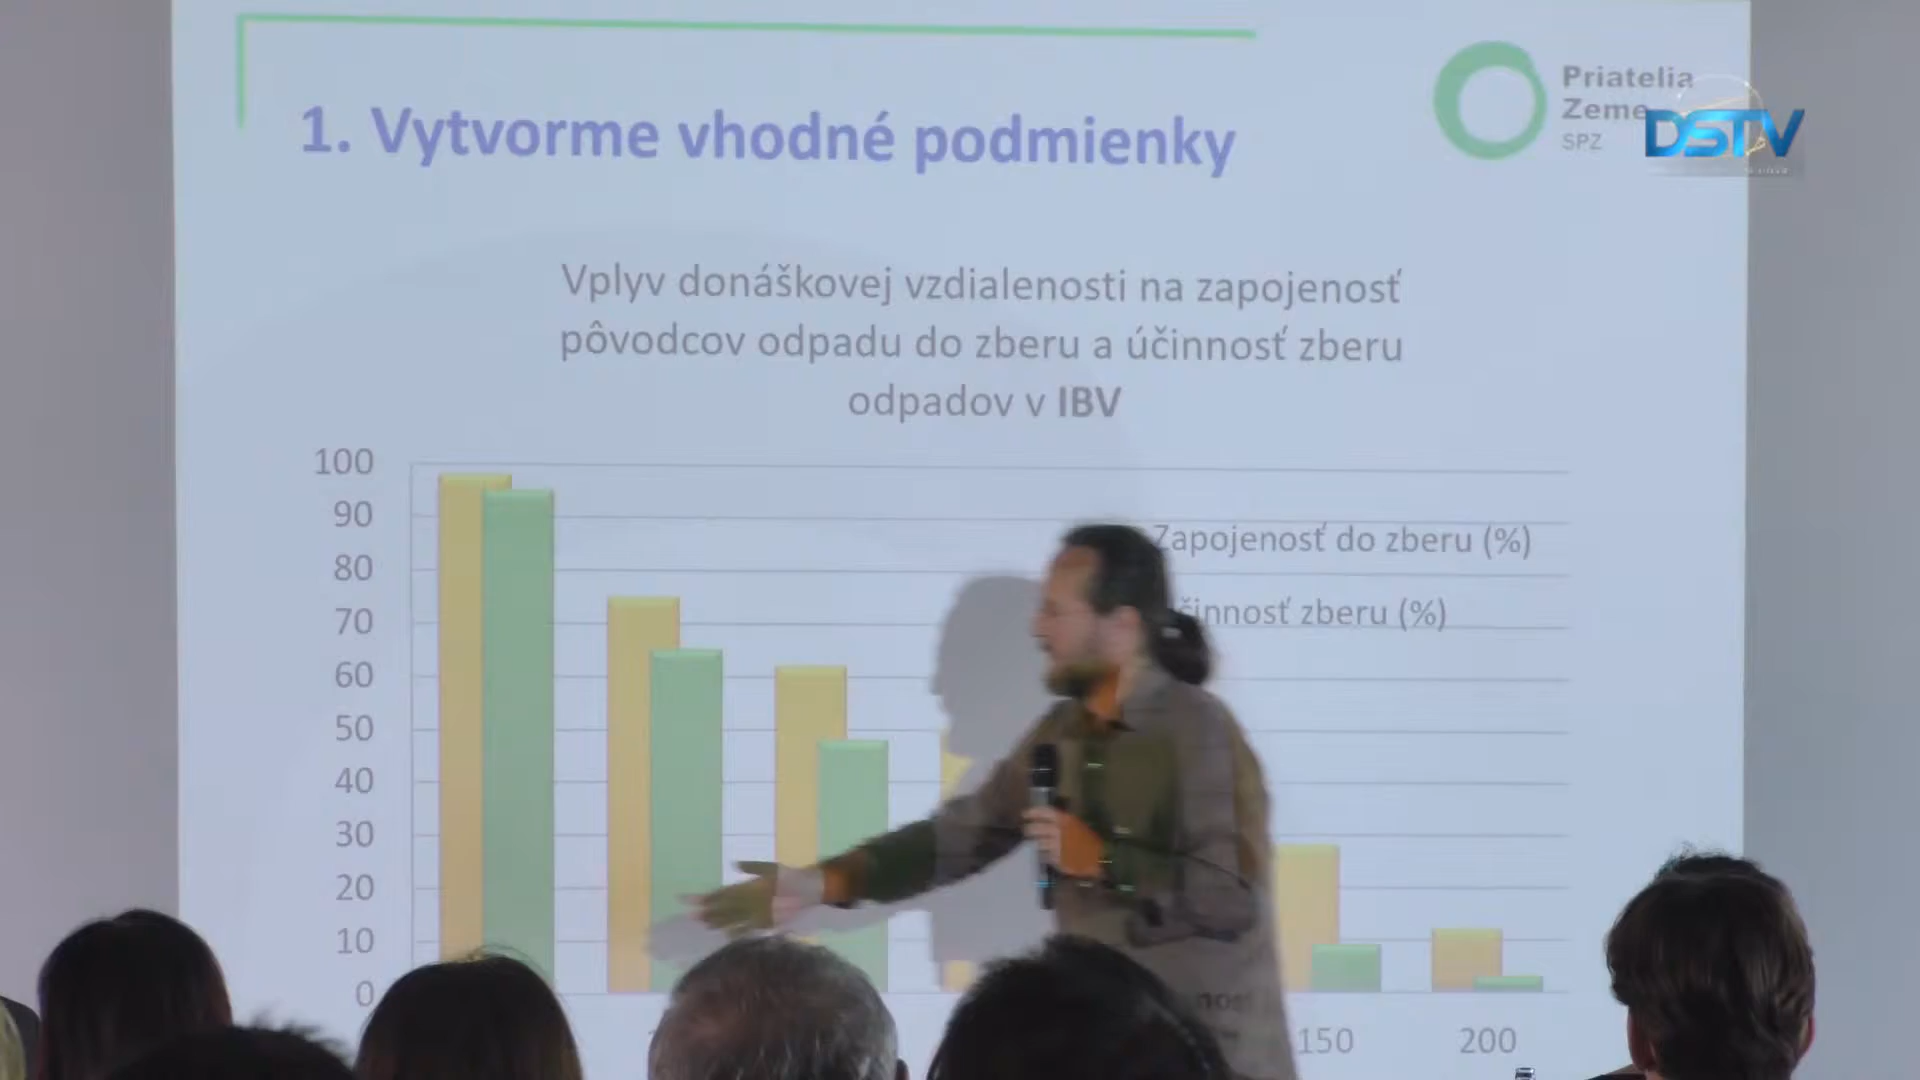 1. Vytvorme vhodné podmienky
Priatelia
Zeme
SPZ
DSTV
Vplyv donáškovej vzdialenosti na zapojenosť
pôvodcov odpadu do zberu a účinnosť zberu
odpadov v IBV
100
90
80
70
60
50
40
30
20
10
0
Zapojenosť do zberu (%)
činnosť zberu (%)
150
200